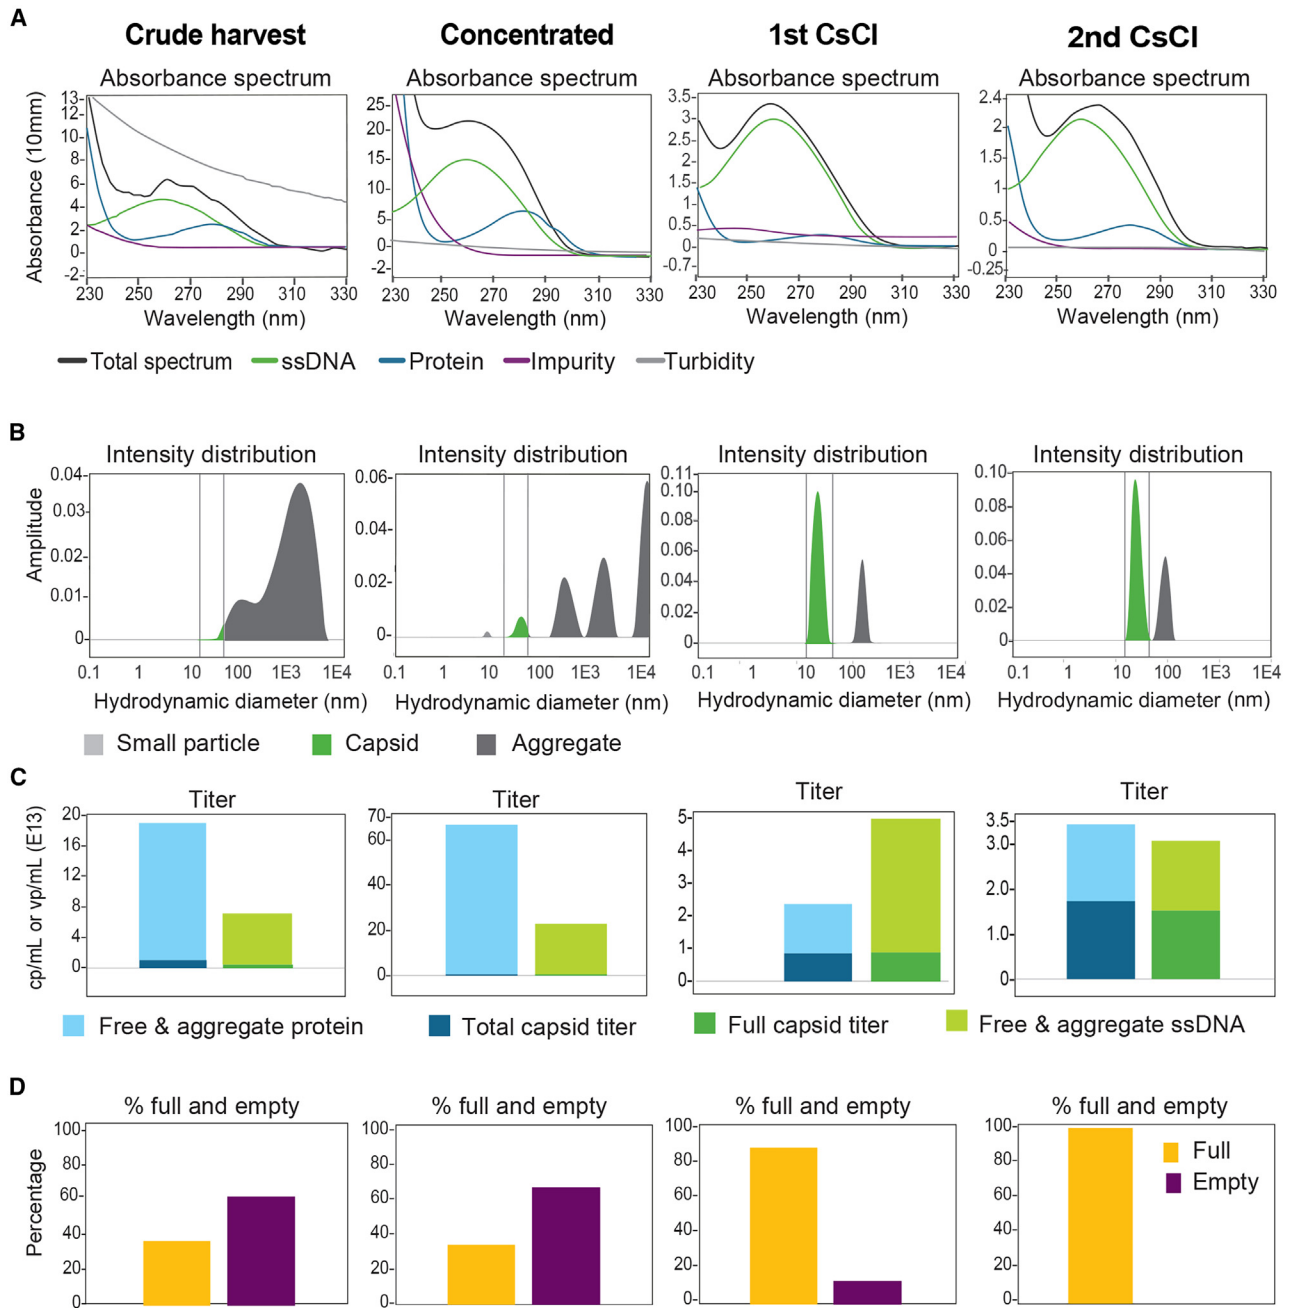 A
Crude harvest
Concentrated
1st CsCl
2nd CsCl
Absorbance spectrum
Absorbance spectrum
Absorbance spectrum
Absorbance spectrum
Absorbance (10mm)
13
12
10
8
6
4
2
0
-2
25
20
15
10
5
0
-2
3.5
3
2.5
2
1.5
1
0.5
0
-0.7
2.4
2
1.5
1
0.5
0
-0.25
230 250 270 290 310 330
230 250 270 290 310 330
230 250 270 290 310 330
230 250 270 290 310 330
Wavelength (nm)
Wavelength (nm)
Wavelength (nm)
Wavelength (nm)
Total spectrum ssDNA Protein Impurity Turbidity
B
Intensity distribution
Intensity distribution
Intensity distribution
Intensity distribution
Amplitude
0.04
0.03
0.02
0.01
0
0.06
0.04
0.02
0
0.11
0.10
0.08
0.06
0.04
0.02
0
0.10
0.08
0.06
0.04
0.02
0
0.1 1 10 100 1E3 1E4
0.1 1 10 100 1E3 1E4
0.1 1 10 100 1E3 1E4
0.1 1 10 100 1E3 1E4
Hydrodynamic diameter (nm)
Hydrodynamic diameter (nm)
Hydrodynamic diameter (nm)
Hydrodynamic diameter (nm)
Small particle Capsid Aggregate
C
Titer
Titer
Titer
Titer
cp/mL or vp/mL (E13)
20
16
12
8
4
0
70
60
40
20
0
5
4
3
2
1
0
3.5
3.0
2.0
1.0
0
Free & aggregate protein Total capsid titer Full capsid titer Free & aggregate ssDNA
D
% full and empty
% full and empty
% full and empty
% full and empty
Percentage
100
80
60
40
20
0
100
80
60
40
20
0
100
80
60
40
20
0
100
80
60
40
20
0
Full
Empty